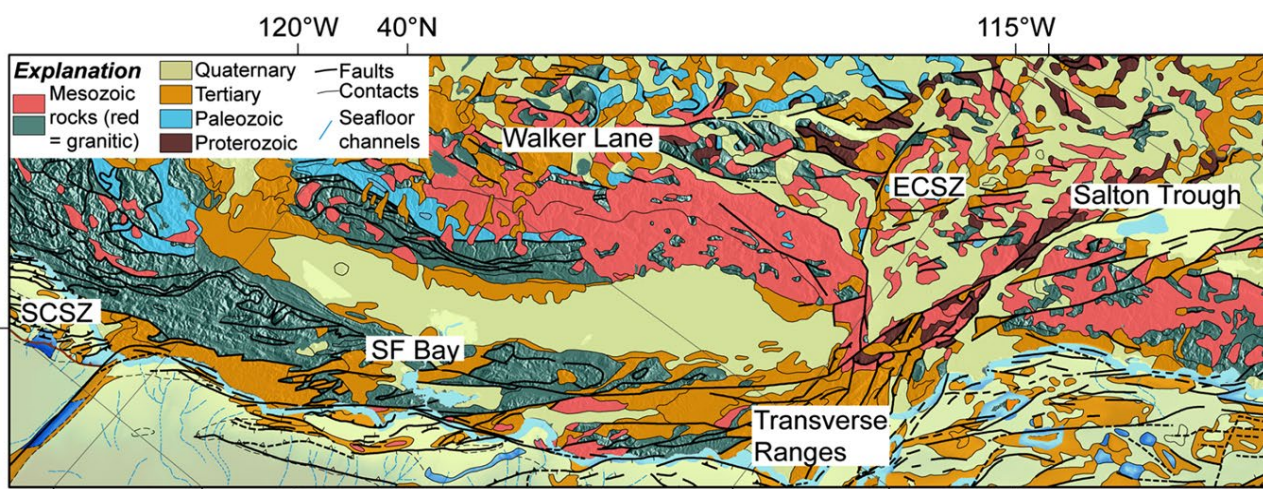 120°W 40°N 115°W
Explanation
Mesozoic
rocks (red
= granitic)
Quaternary
Tertiary
Paleozoic
Proterozoic
Faults
Contacts
Seafloor
channels
Walker Lane
ECSZ
Salton Trough
SCSZ
SF Bay
Transverse
Ranges